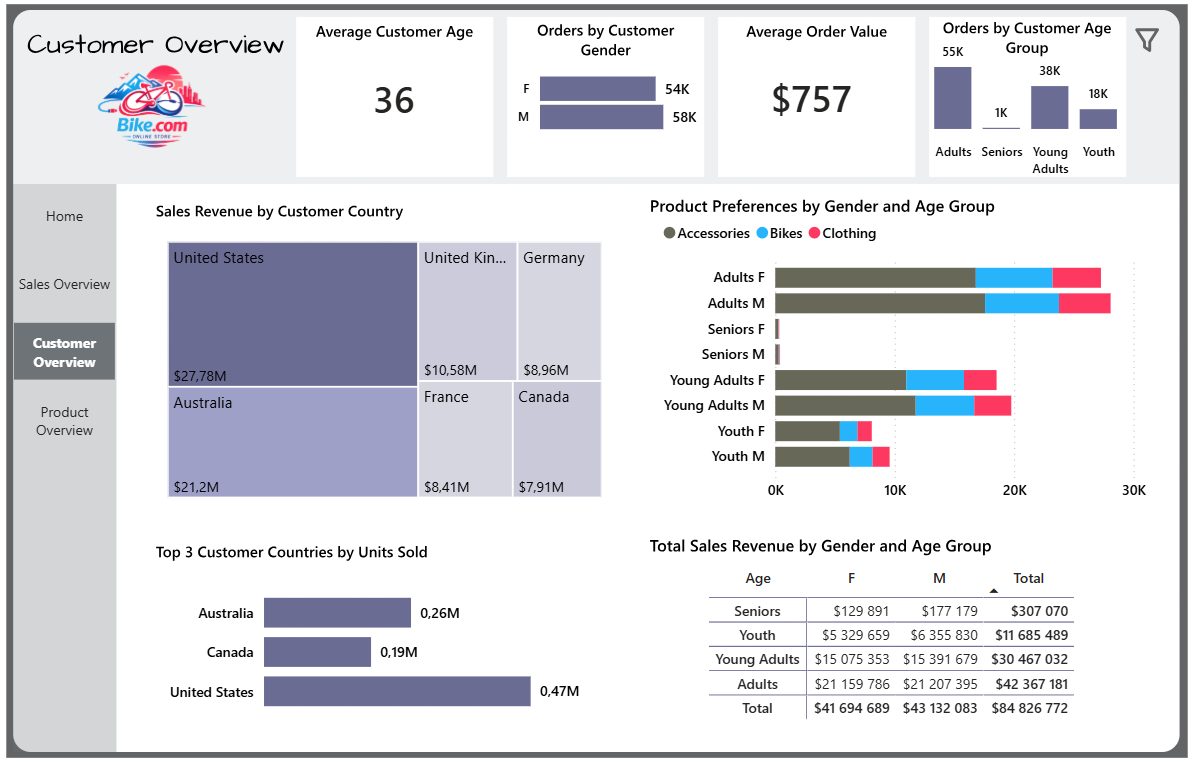 Customer Overview
Bike.com
ONLINE STORE
Average Customer Age
36
Orders by Customer
Gender
F 54K
M 58K
Average Order Value
$757
Orders by Customer Age
Group
55K
1K
38K
18K
Adults Seniors Young Youth
Adults
Home
Sales Overview
Customer
Overview
Product
Overview
Sales Revenue by Customer Country
United States
$27,78M
Australia
$21,2M
United Kin...
$10,58M
Germany
$8,96M
France
$8,41M
Canada
$7,91M
Product Preferences by Gender and Age Group
Accessories Bikes Clothing
Adults F
Adults M
Seniors F
Seniors M
Young Adults F
Young Adults M
Youth F
Youth M
0K 10K 20K 30K
Top 3 Customer Countries by Units Sold
Australia 0,26M
Canada 0,19M
United States 0,47M
Total Sales Revenue by Gender and Age Group
Age F M Total
Seniors $129 891 $177 179 $307 070
Youth $5 329 659 $6 355 830 $11 685 489
Young Adults $15 075 353 $15 391 679 $30 467 032
Adults $21 159 786 $21 207 395 $42 367 181
Total $41 694 689 $43 132 083 $84 826 772